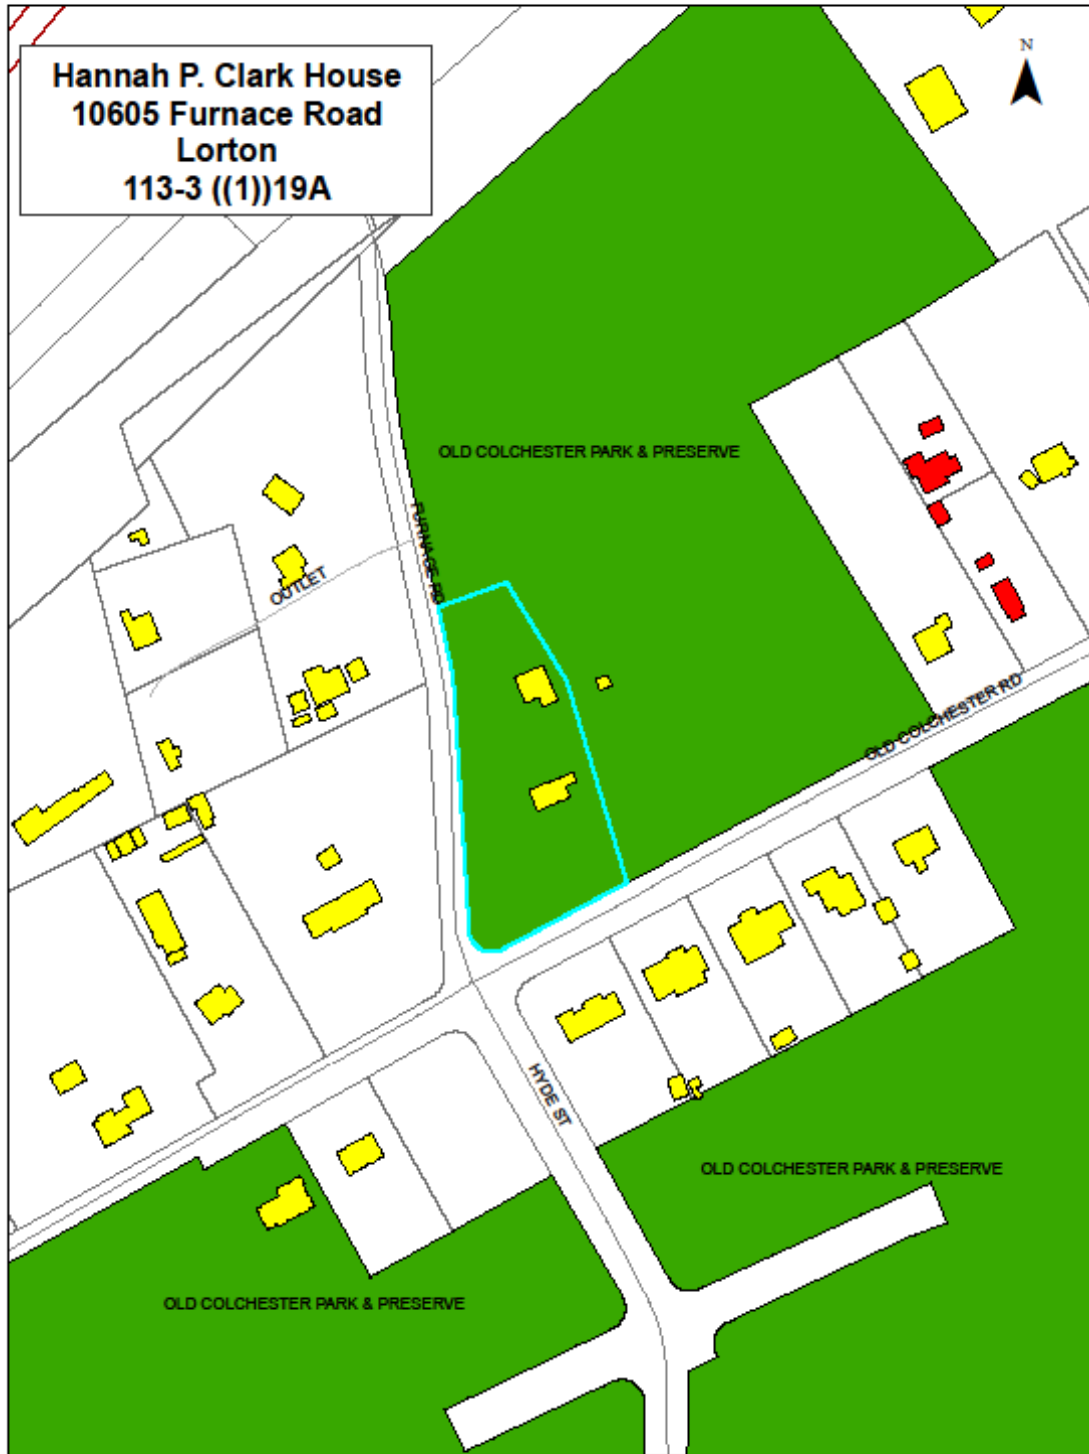 Hannah P. Clark House
10605 Furnace Road
Lorton
113-3 ((1))19A
N
OLD COLCHESTER PARK & PRESERVE
FURNACE RD
OUTLET
OLD COLCHESTER RD
HYDE ST
OLD COLCHESTER PARK & PRESERVE
OLD COLCHESTER PARK & PRESERVE